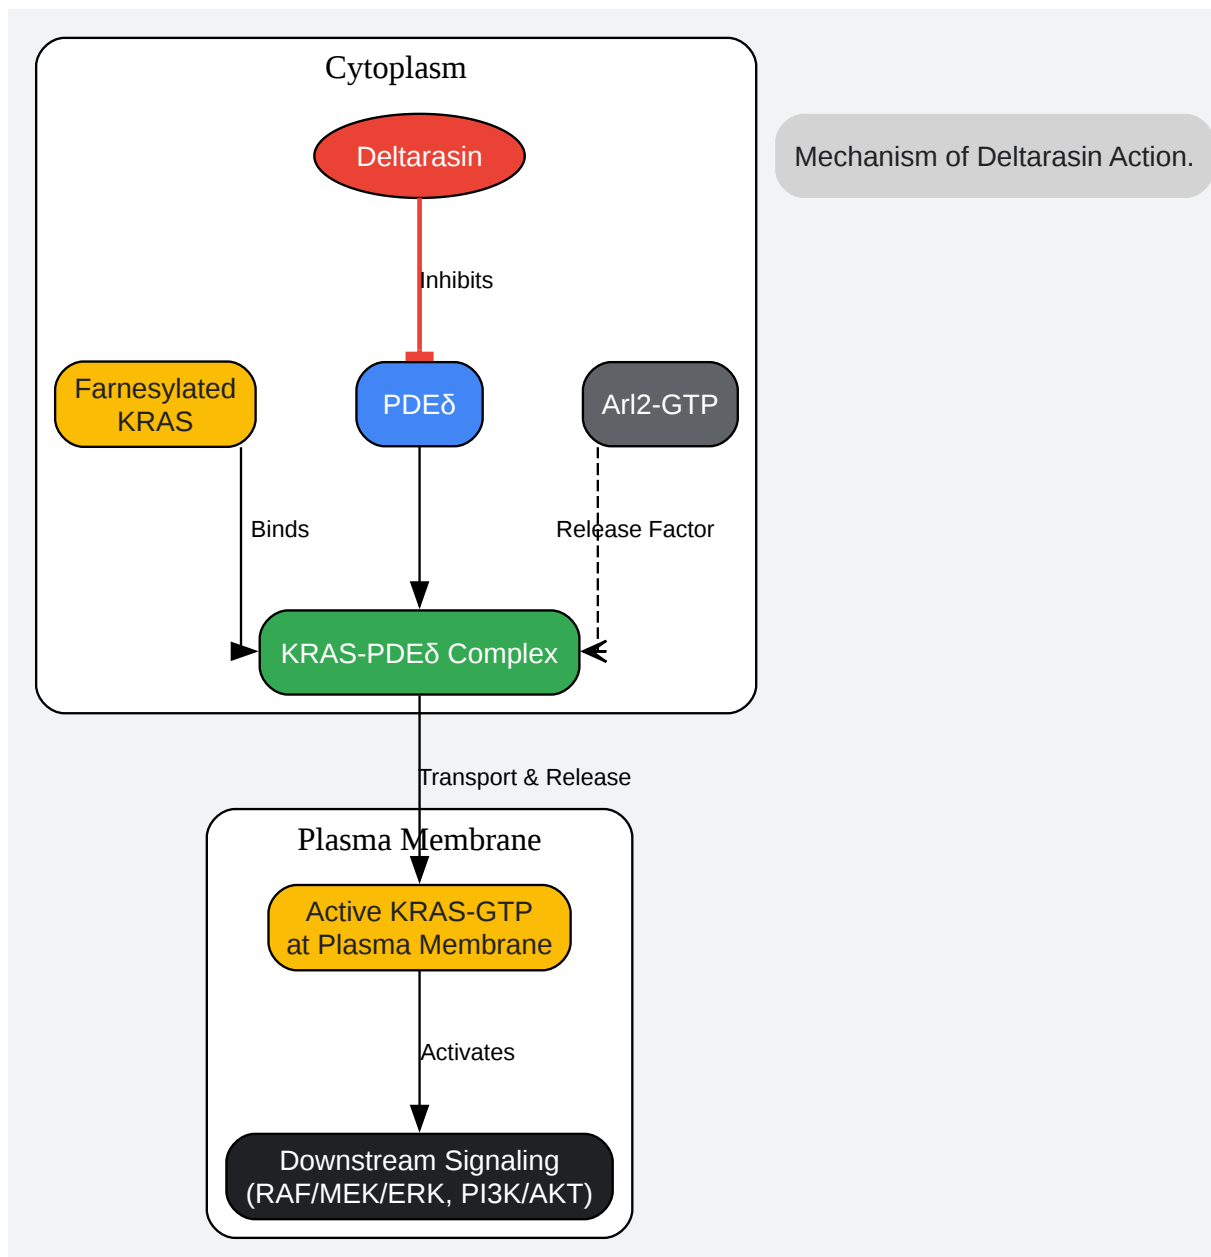 Cytoplasm
Deltarasin
Mechanism of Deltarasin Action.
Inhibits
Farnesylated
KRAS
PDEδ
Arl2-GTP
Binds
Release Factor
KRAS-PDEδ Complex
Transport & Release
Plasma Membrane
Active KRAS-GTP
at Plasma Membrane
Activates
Downstream Signaling
(RAF/MEK/ERK, PI3K/AKT)